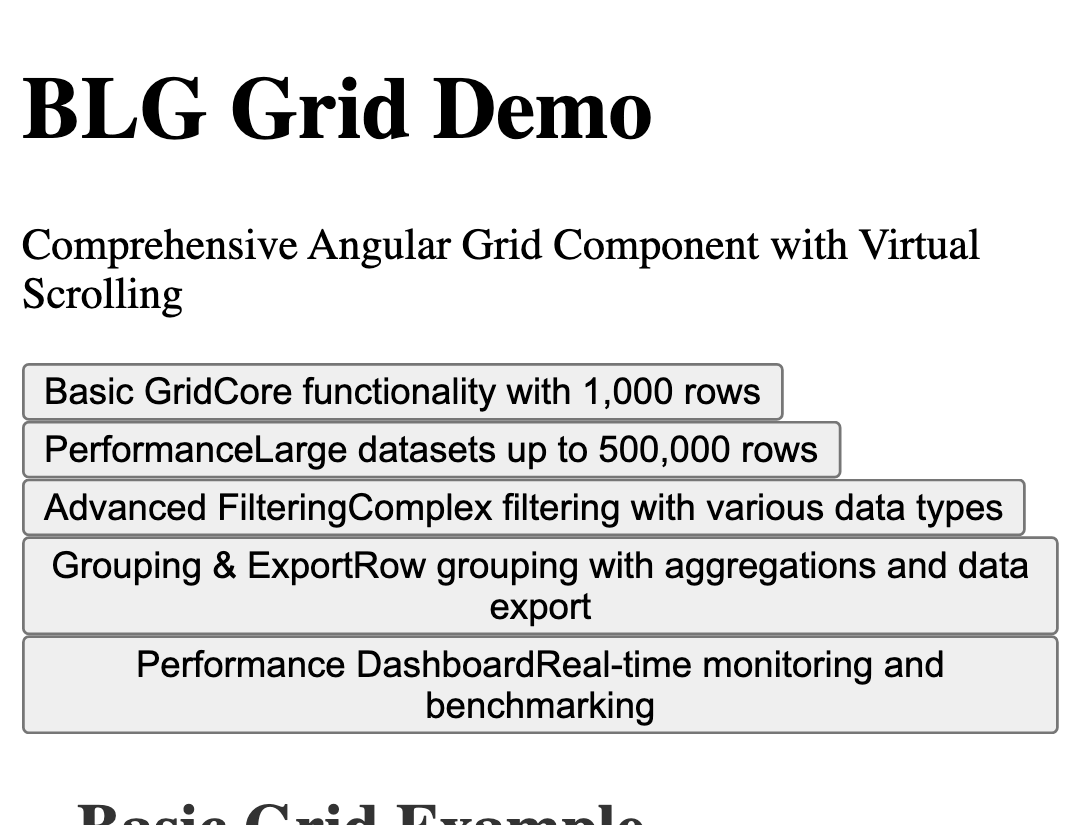 BLG Grid Demo
Comprehensive Angular Grid Component with Virtual
Scrolling
Basic GridCore functionality with 1,000 rows
PerformanceLarge datasets up to 500,000 rows
Advanced FilteringComplex filtering with various data types
Grouping & ExportRow grouping with aggregations and data
export
Performance DashboardReal-time monitoring and
benchmarking
Basic Grid Example